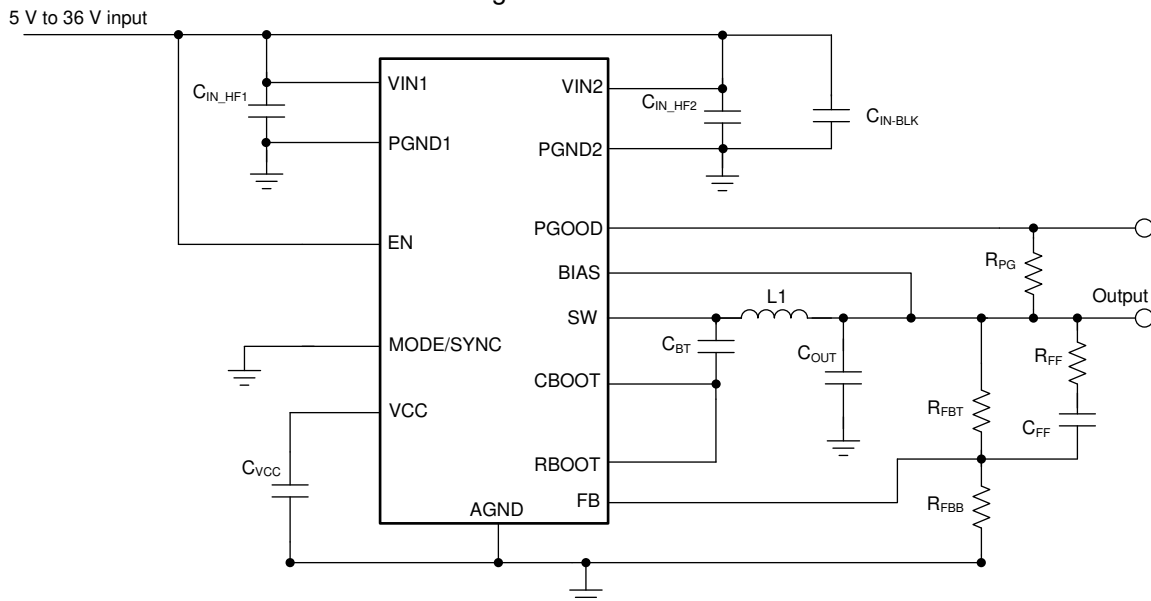 5 V to 36 V input
VIN1
VIN2
C_IN_HF1
C_IN_HF2
C_IN-BLK
PGND1
PGND2
PGOOD
EN
BIAS
R_PG
L1
Output
SW
MODE/SYNC
C_BT
C_OUT
R_FF
CBOOT
VCC
R_FBT
C_FF
C_VCC
RBOOT
FB
AGND
R_FBB